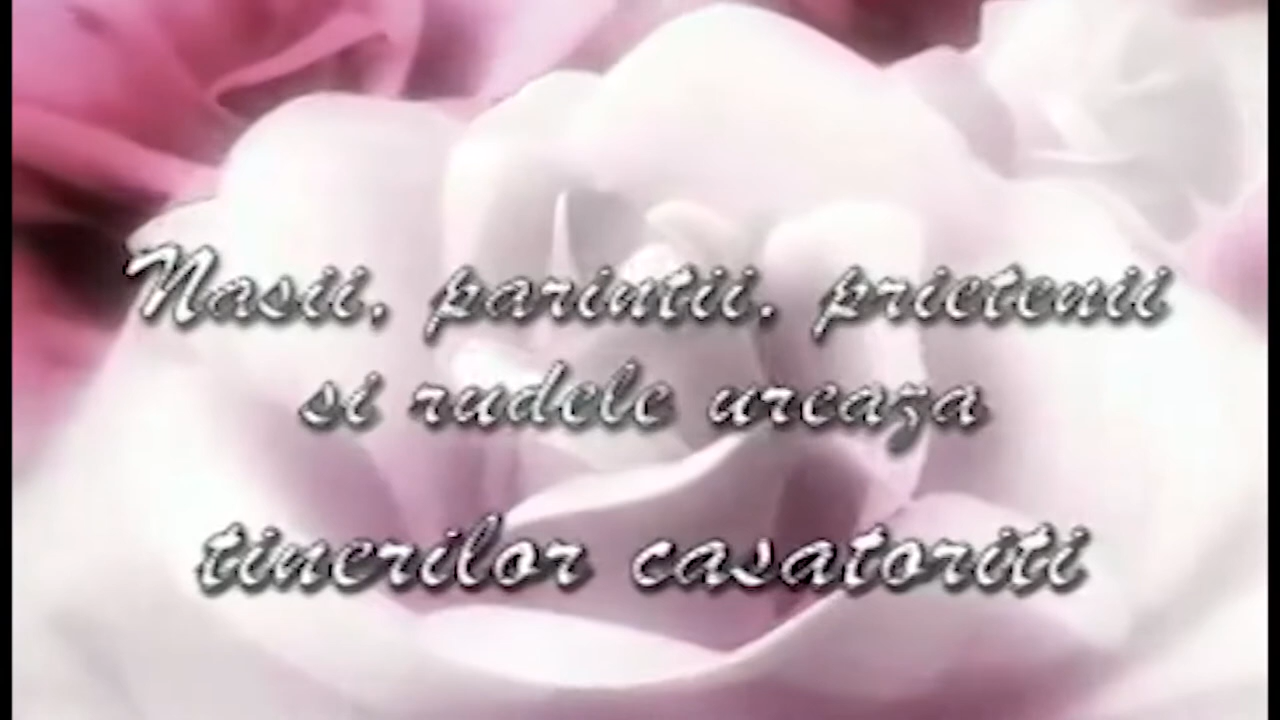 Nasii, parintii, prietenii
si rudele ureaza
tinerilor casatoriti